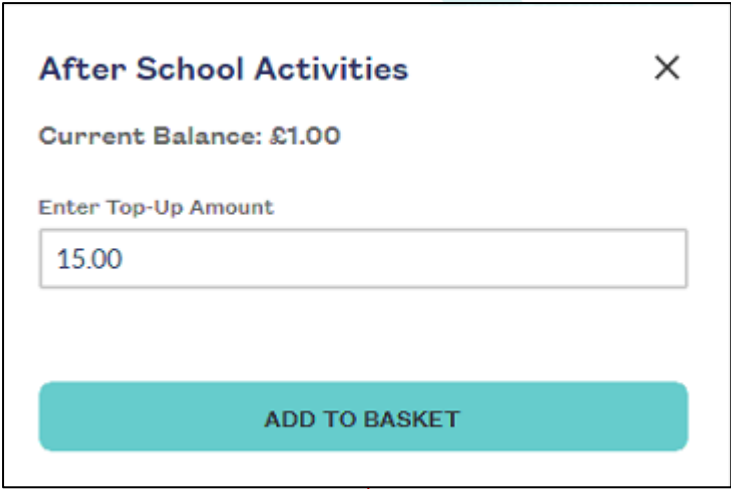 After School Activities
Current Balance: £1.00
Enter Top-Up Amount
15.00
ADD TO BASKET